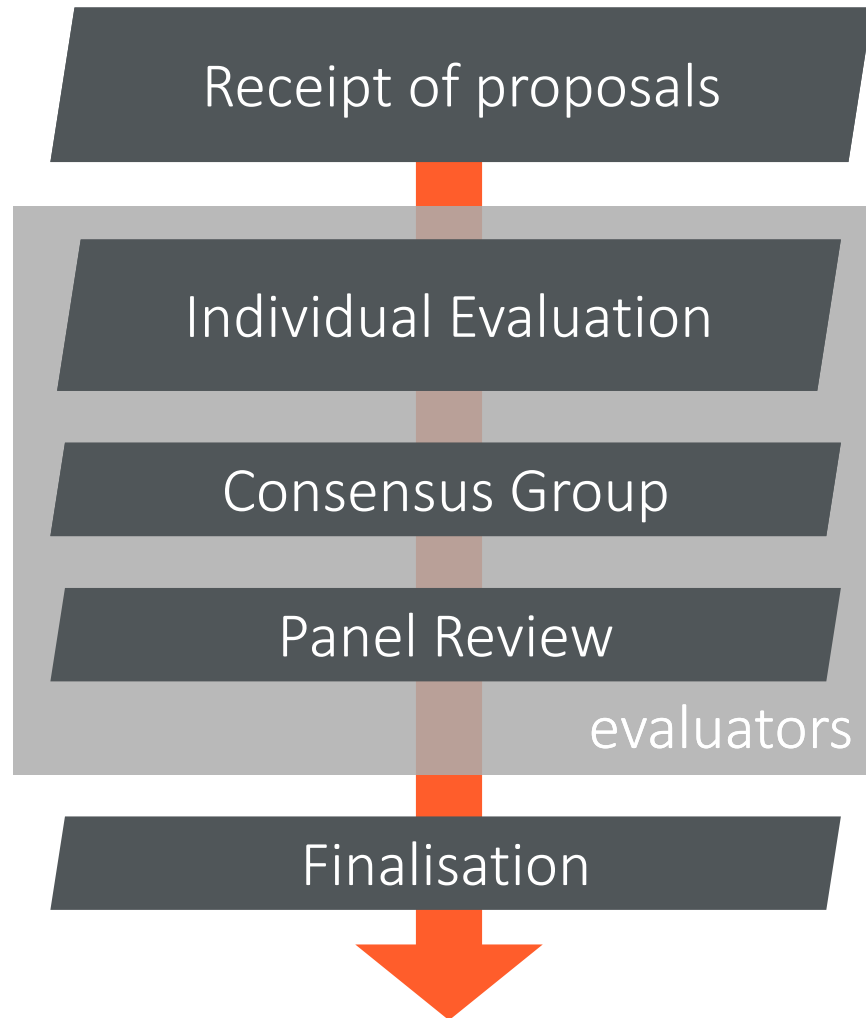 Receipt of proposals
Individual Evaluation
Consensus Group
Panel Review
evaluators
Finalisation